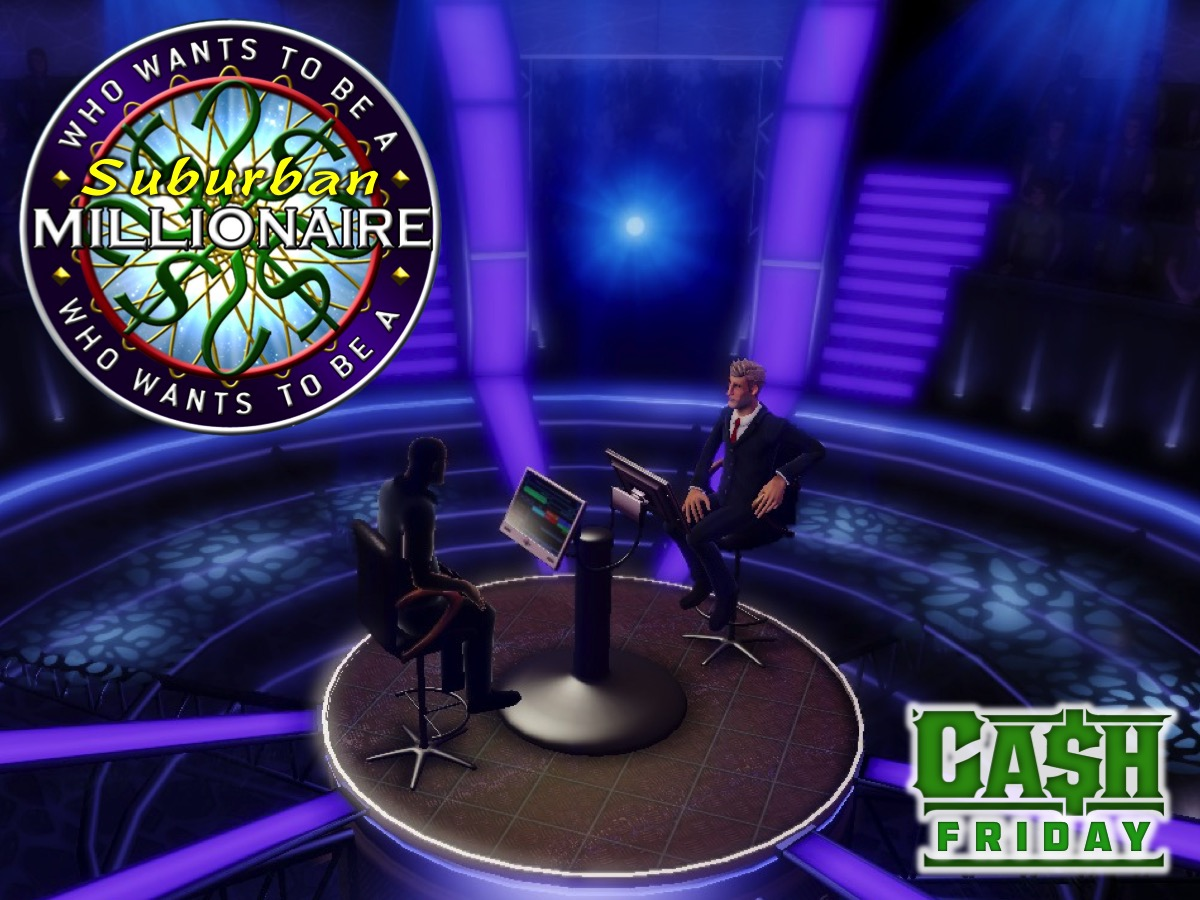 WHO WANTS TO BE A
Suburban
MILLIONAIRE
WHO WANTS TO BE A
CA$H
FRIDAY